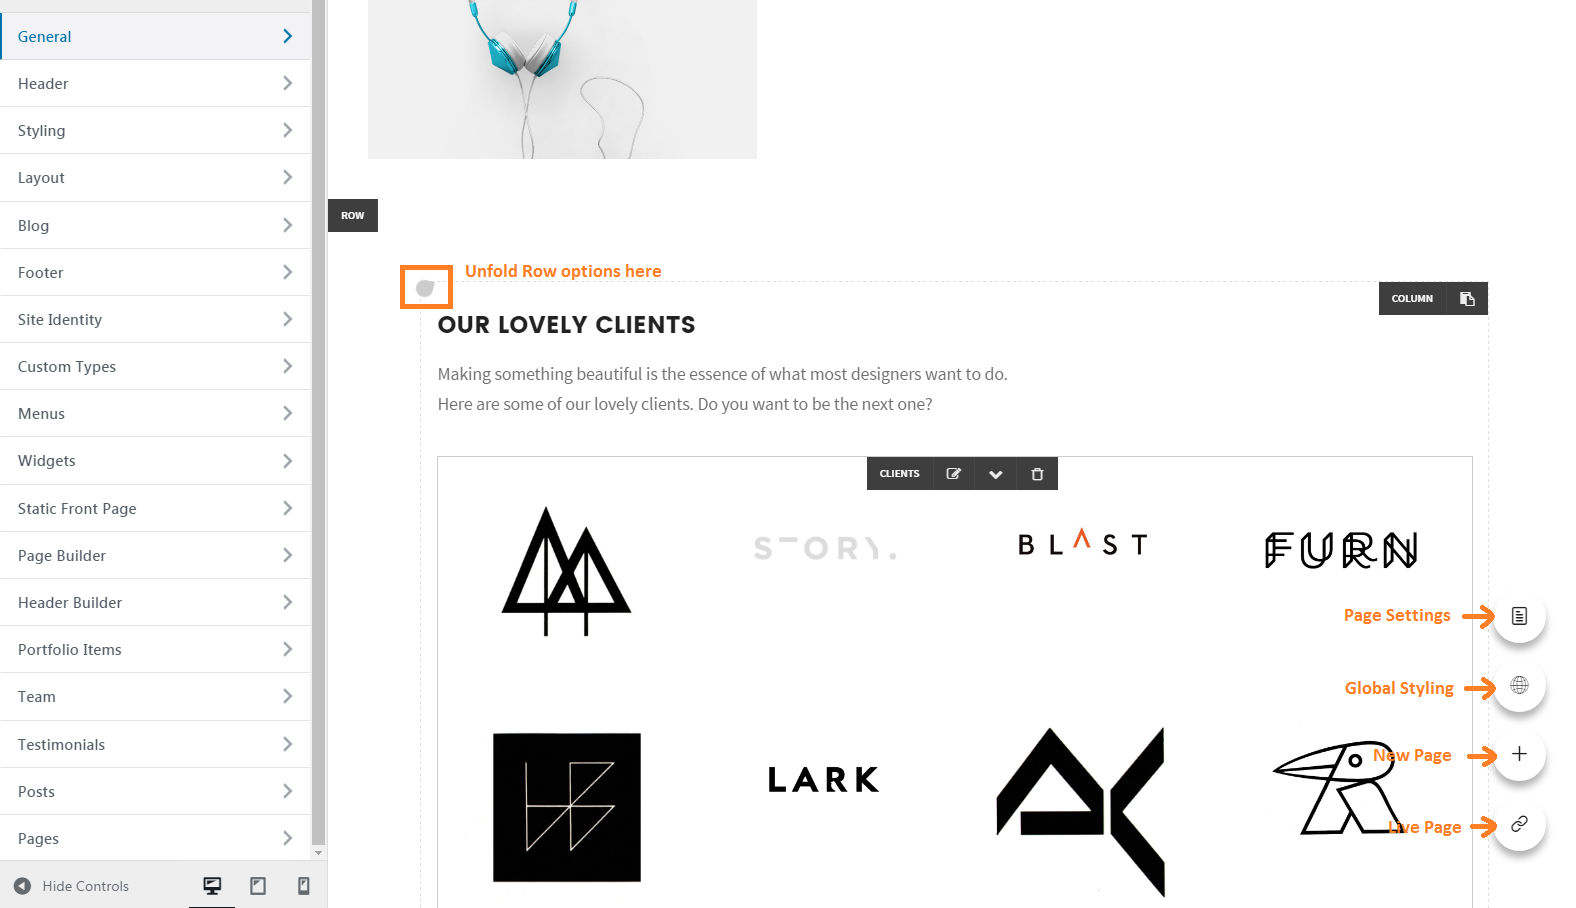 General
Header
Styling
Layout
Blog
Footer
Site Identity
Custom Types
Menus
Widgets
Static Front Page
Page Builder
Header Builder
Portfolio Items
Team
Testimonials
Posts
Pages
Hide Controls
ROW
Unfold Row options here
COLUMN
OUR LOVELY CLIENTS
Making something beautiful is the essence of what most designers want to do.
Here are some of our lovely clients. Do you want to be the next one?
CLIENTS
STORY.
BLAST
FURN
Page Settings
Global Styling
LARK
New Page
Live Page